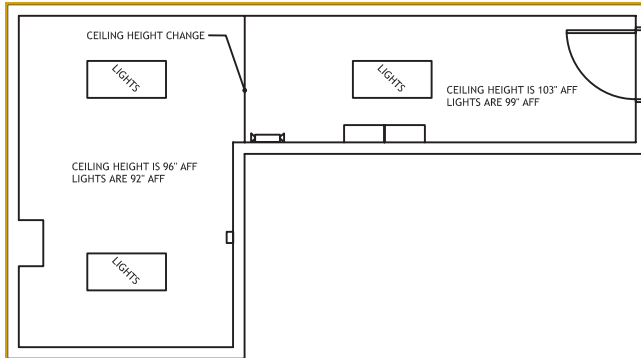 CEILING HEIGHT CHANGE
LIGHTS
LIGHTS
CEILING HEIGHT IS 103" AFF
LIGHTS ARE 99" AFF
CEILING HEIGHT IS 96" AFF
LIGHTS ARE 92" AFF
LIGHTS